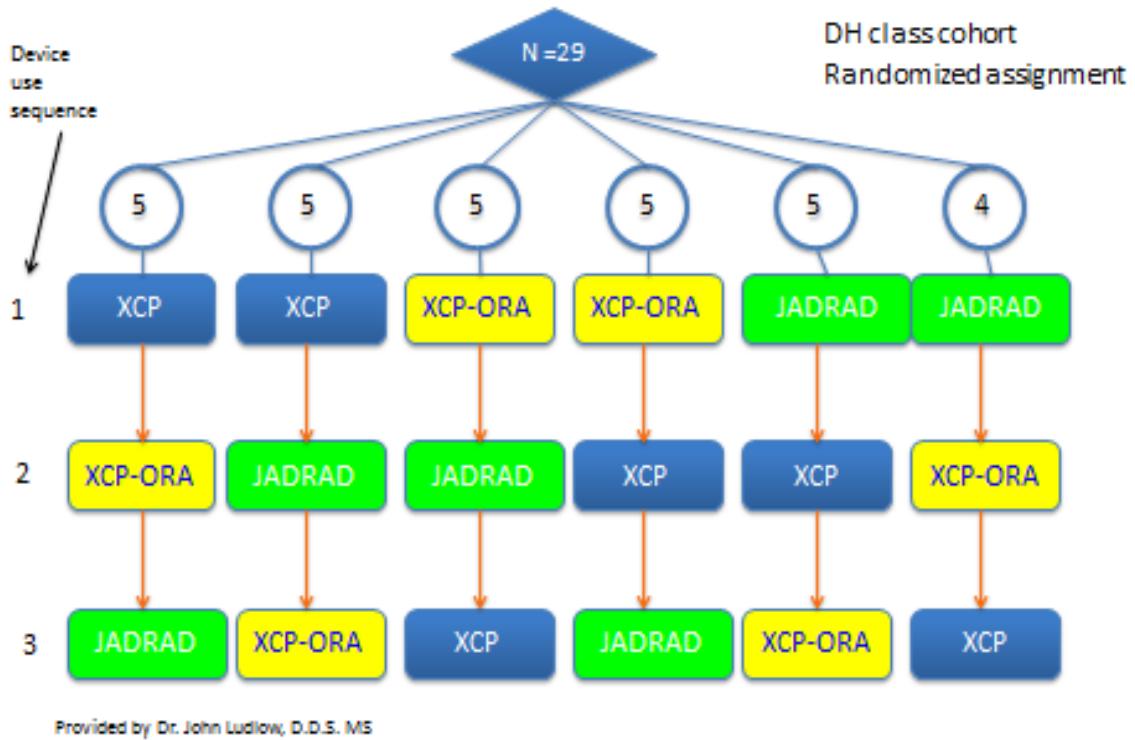 N =29
DH class cohort
Randomized assignment
Device
use
sequence
5 5 5 5 5 4
1 XCP XCP XCP-ORA XCP-ORA JADRAD JADRAD
2 XCP-ORA JADRAD JADRAD XCP XCP XCP-ORA
3 JADRAD XCP-ORA XCP JADRAD XCP-ORA XCP
Provided by Dr. John Ludlow, D.D.S. MS